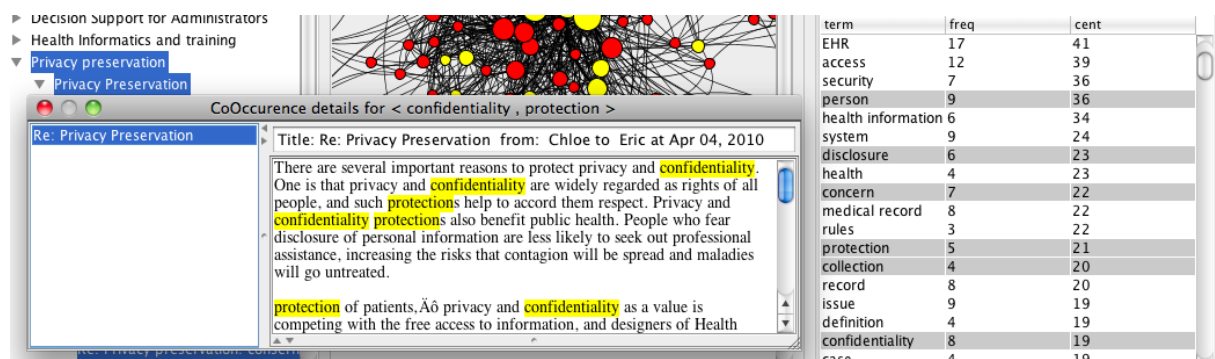 Decision Support for Administrators
Health Informatics and training
Privacy preservation
Privacy Preservation
CoOccurence details for < confidentiality , protection >
Re: Privacy Preservation
Title: Re: Privacy Preservation from: Chloe to Eric at Apr 04, 2010
There are several important reasons to protect privacy and confidentiality.
One is that privacy and confidentiality are widely regarded as rights of all
people, and such protections help to accord them respect. Privacy and
confidentiality protections also benefit public health. People who fear
disclosure of personal information are less likely to seek out professional
assistance, increasing the risks that contagion will be spread and maladies
will go untreated.
protection of patients‚Äô privacy and confidentiality as a value is
competing with the free access to information, and designers of Health
Re: Privacy preservation: concern
term freq cent
EHR 17 41
access 12 39
security 7 36
person 9 36
health information 6 34
system 9 24
disclosure 6 23
health 4 23
concern 7 22
medical record 8 22
rules 3 22
protection 5 21
collection 4 20
record 8 20
issue 9 19
definition 4 19
confidentiality 8 19
case 4 19